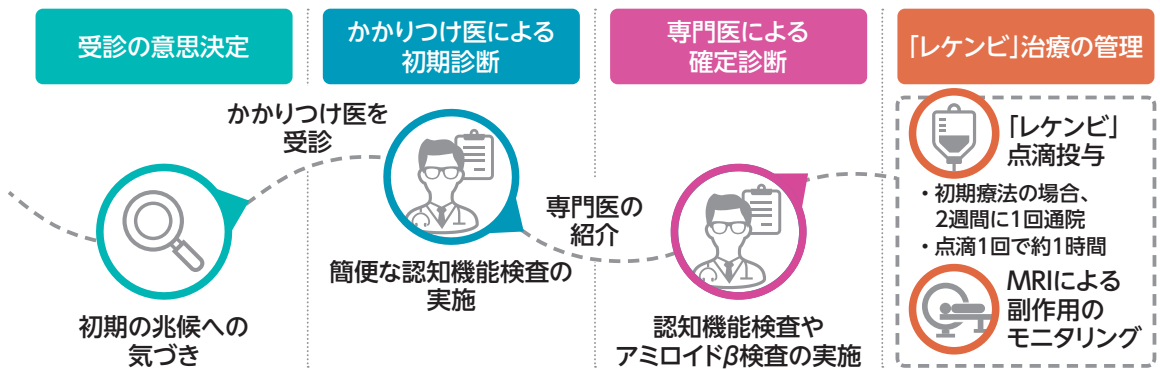 受診の意思決定
かかりつけ医による
初期診断
専門医による
確定診断
「レケンビ」治療の管理
かかりつけ医を
受診
初期の兆候への
気づき
簡便な認知機能検査の
実施
専門医の
紹介
認知機能検査や
アミロイドβ検査の実施
「レケンビ」
点滴投与
・初期療法の場合、
2週間に1回通院
・点滴1回で約1時間
MRIによる
副作用の
モニタリング